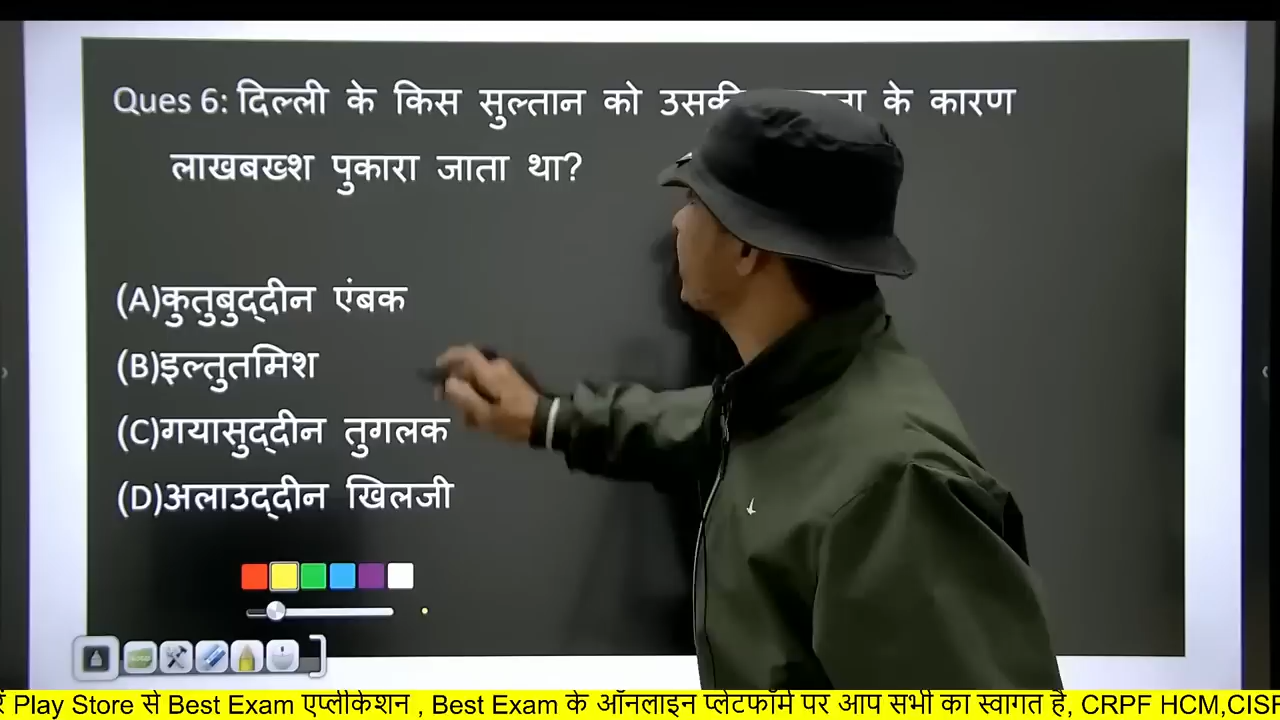 Ques 6: दिल्ली के किस सुल्तान को के कारण
लाखबख्श पुकारा जाता था?
(A)कुतुबुद्दीन एंबक
(B)इल्तुतमिश
(C)गयासुद्दीन तुगलक
(D)अलाउद्दीन खिलजी
Play Store से Best Exam एप्लीकेशन , Best Exam के ऑनलाइन प्लेटफॉर्म पर आप सभी का स्वागत है, CRPF HCM,CISF